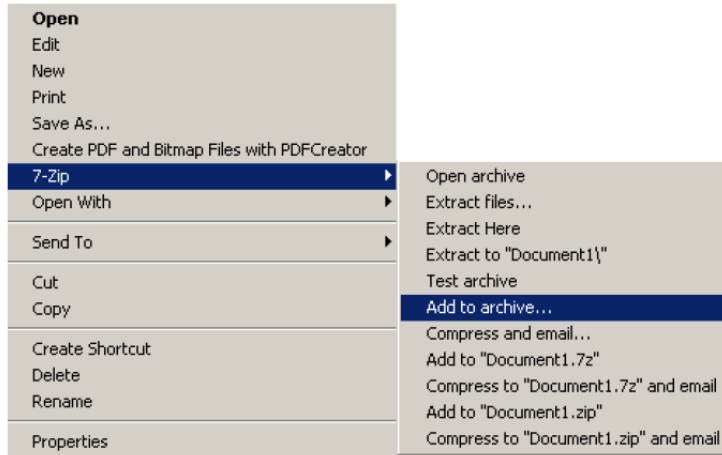 Open
Edit
New
Print
Save As...
Create PDF and Bitmap Files with PDFCreator
7-Zip
Open With
Send To
Cut
Copy
Create Shortcut
Delete
Rename
Properties
Open archive
Extract files...
Extract Here
Extract to "Document1\"
Test archive
Add to archive...
Compress and email...
Add to "Document1.7z"
Compress to "Document1.7z" and email
Add to "Document1.zip"
Compress to "Document1.zip" and email